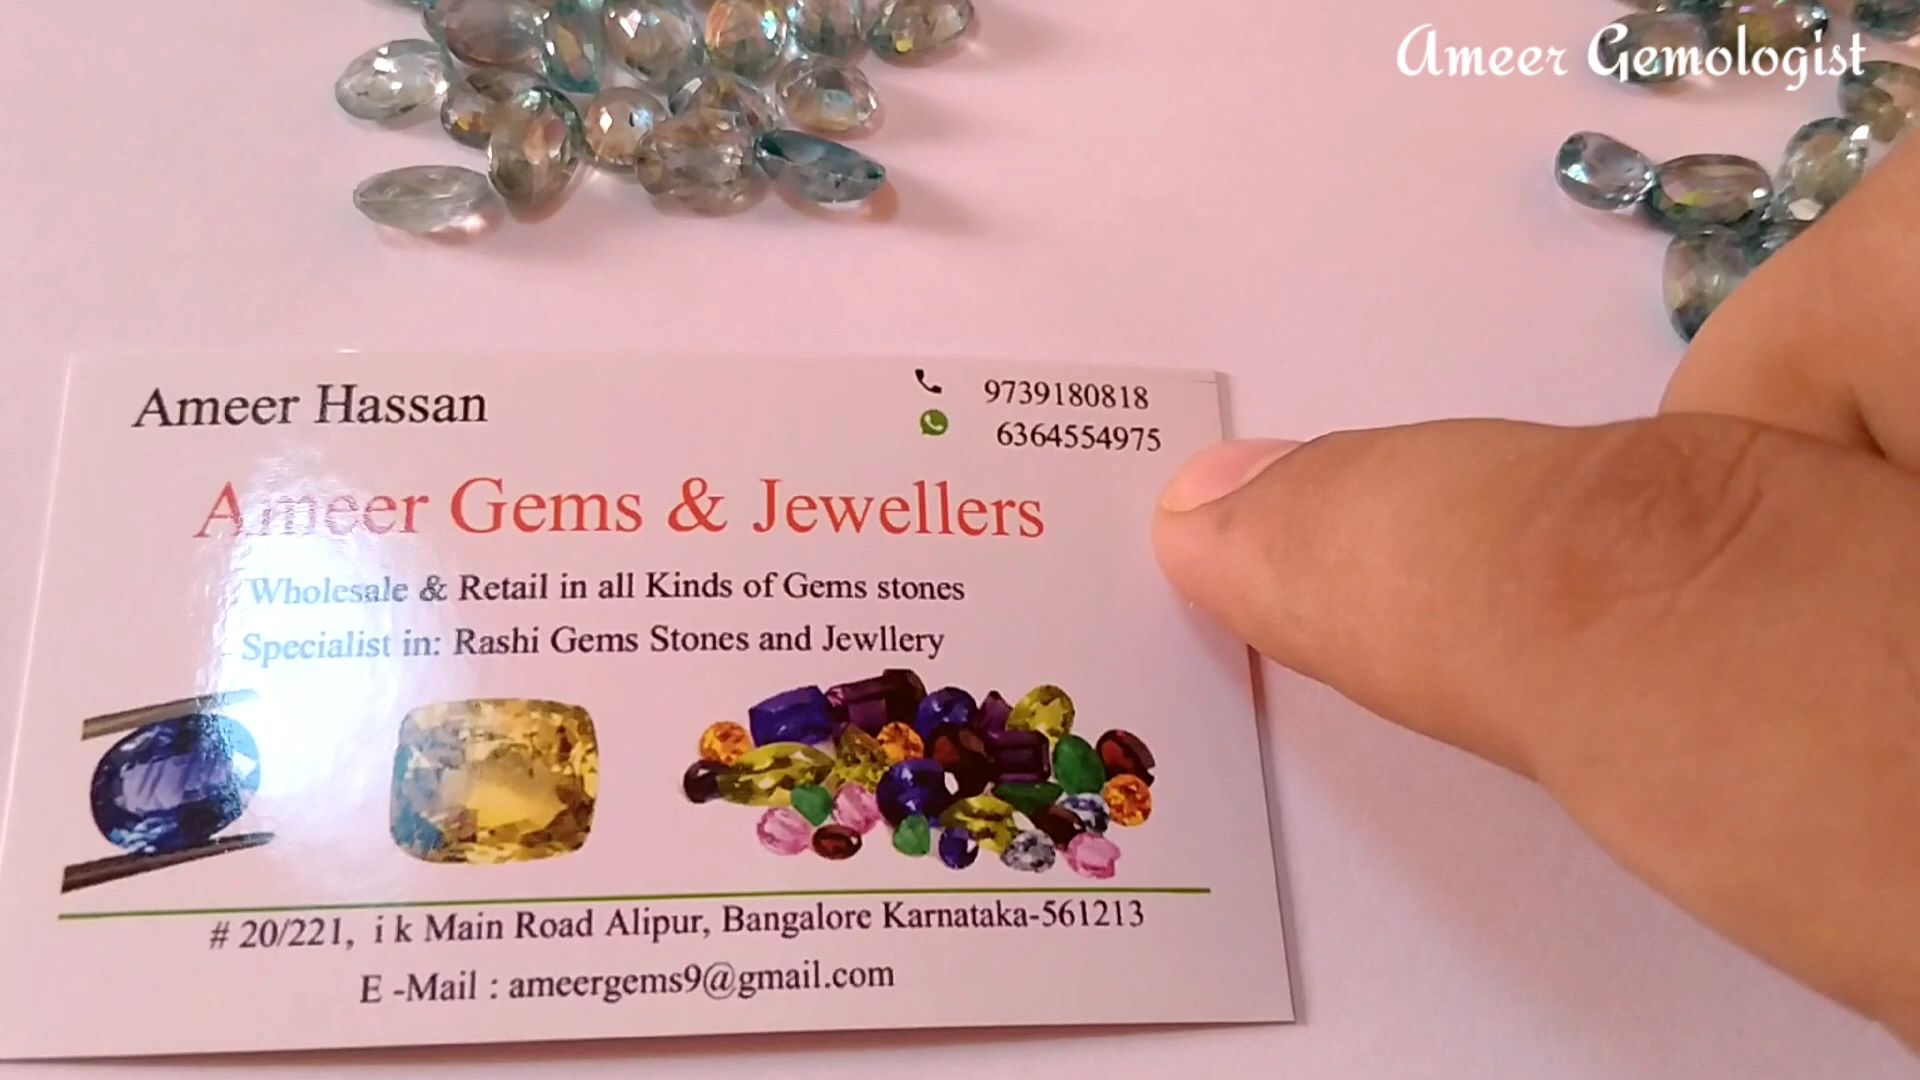 Ameer Gemologist
Ameer Hassan
9739180818
6364554975
Ameer Gems & Jewellers
Wholesale & Retail in all Kinds of Gems stones
Specialist in: Rashi Gems Stones and Jewllery
# 20/221, i k Main Road Alipur, Bangalore Karnataka-561213
E -Mail : ameergems9@gmail.com